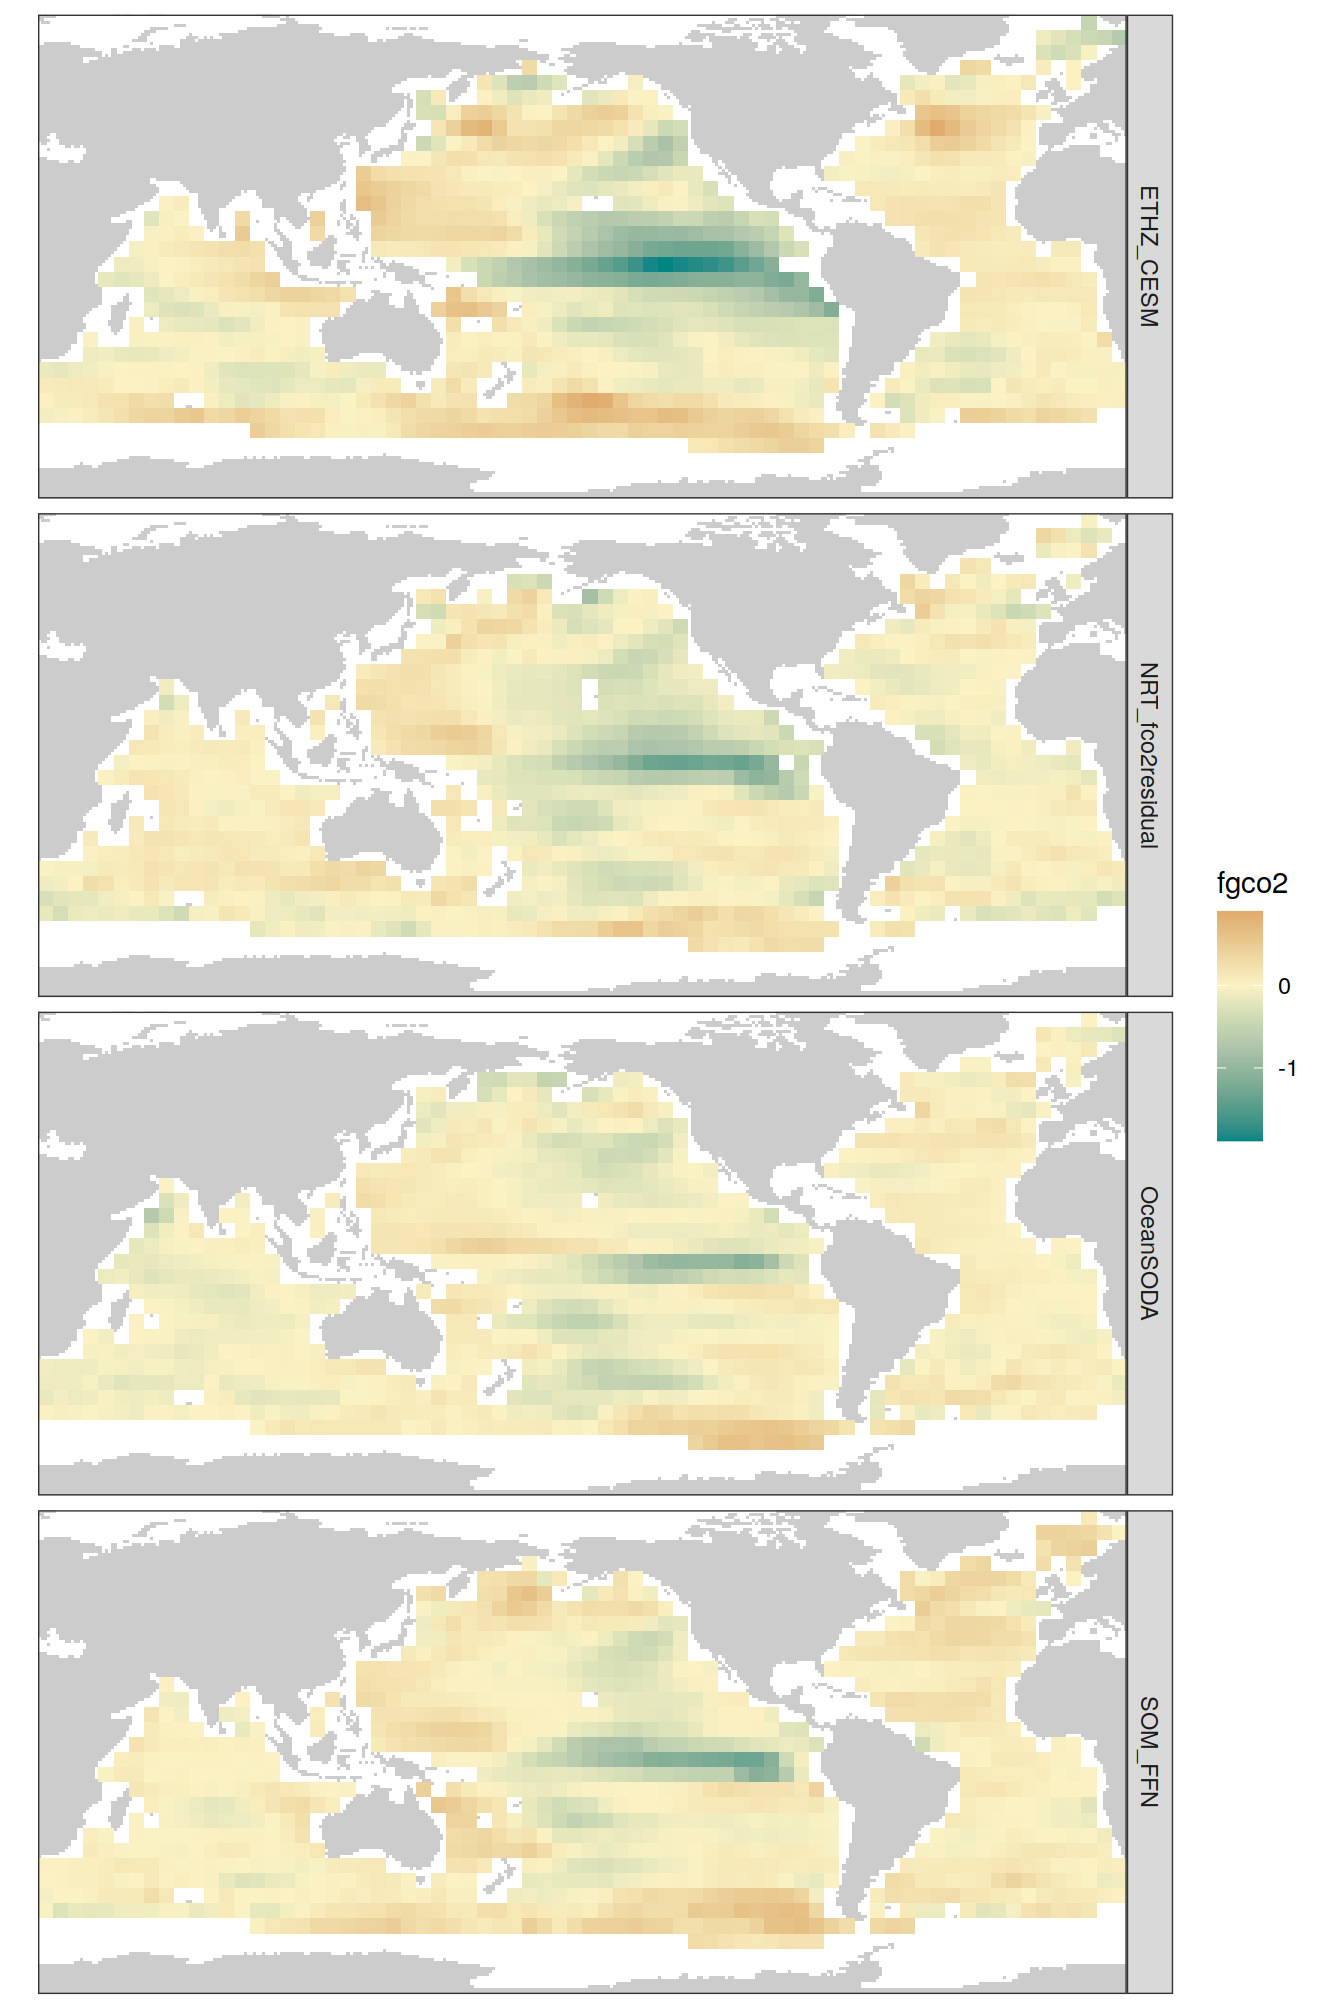 ETHZ_CESM
NRT_fco2residual
fgco2
0
-1
OceanSODA
SOM_FFN